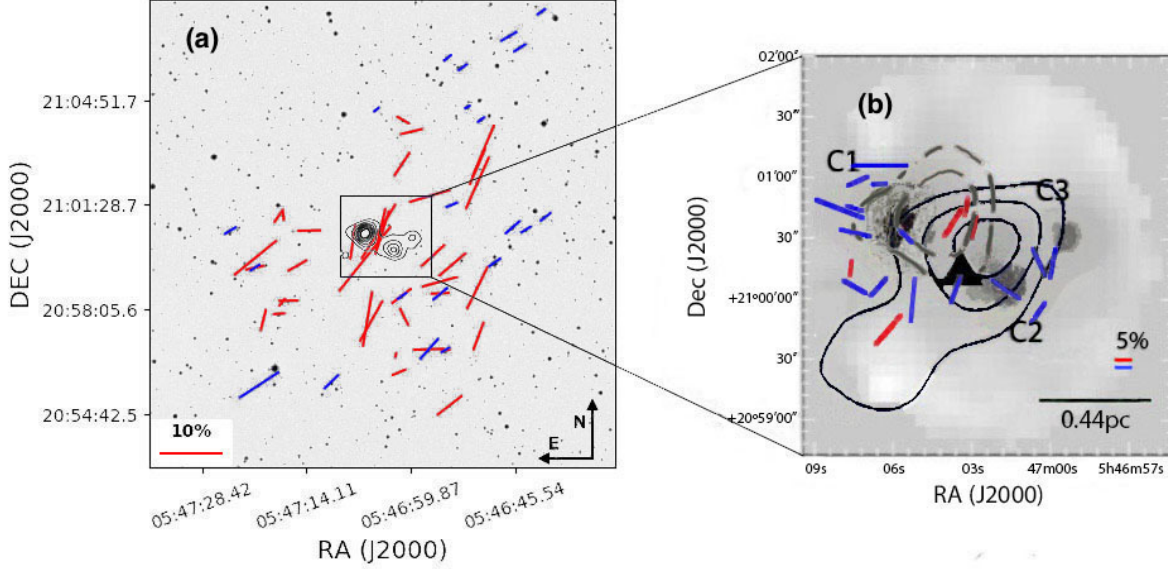 (a)
DEC (J2000)
21:04:51.7
21:01:28.7
20:58:05.6
20:54:42.5
10%
N
E
05:47:28.42
05:47:14.11
05:46:59.87
05:46:45.54
RA (J2000)
(b)
Dec (J2000)
02'00"
30"
01'00"
30"
+21°00'00"
30"
+20°59'00"
C1
C3
C2
5%
0.44pc
09s
06s
03s
47m00s
5h46m57s
RA (J2000)